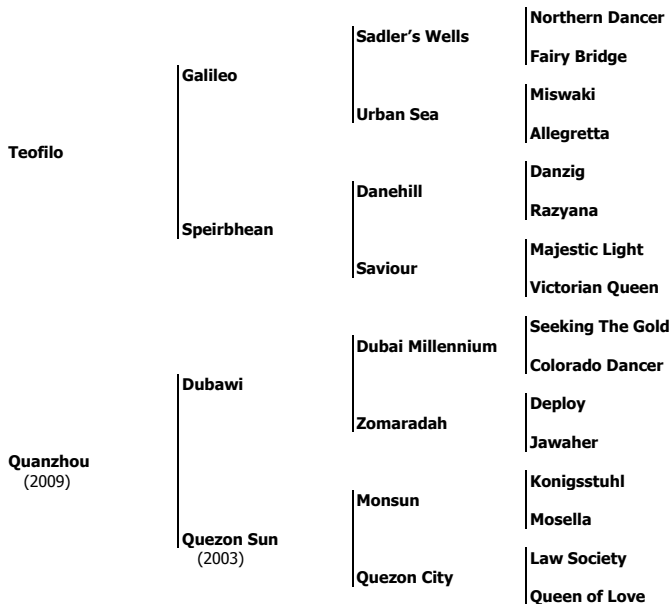 Northern Dancer
Sadler's Wells
Fairy Bridge
Galileo
Miswaki
Urban Sea
Allegretta
Teofilo
Danzig
Danehill
Razyana
Speirbhean
Majestic Light
Saviour
Victorian Queen
Seeking The Gold
Dubai Millennium
Colorado Dancer
Dubawi
Deploy
Zomaradah
Jawaher
Quanzhou
(2009)
Konigsstuhl
Monsun
Mosella
Quezon Sun
(2003)
Law Society
Quezon City
Queen of Love